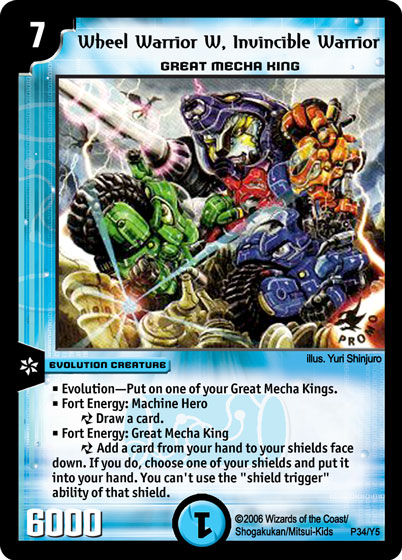 7
Wheel Warrior W, Invincible Warrior
GREAT MECHA KING
PROMO
illus. Yuri Shinjuro
EVOLUTION CREATURE
▪ Evolution—Put on one of your Great Mecha Kings.
▪ Fort Energy: Machine Hero
Draw a card.
▪ Fort Energy: Great Mecha King
Add a card from your hand to your shields face
down. If you do, choose one of your shields and put it
into your hand. You can't use the "shield trigger"
ability of that shield.
6000
1
©2006 Wizards of the Coast/
Shogakukan/Mitsui-Kids
P34/Y5